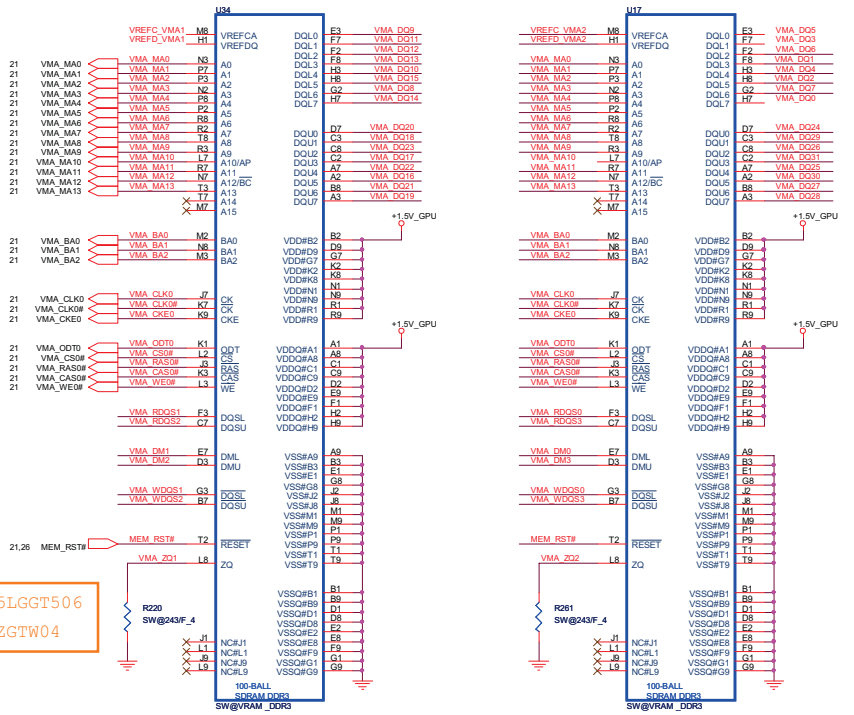 U34
VREFC_VMA1 M8 VREFCA DQL0 E3 VMA_DQ9
VREFD_VMA1 H1 VREFDQ DQL1 F7 VMA_DQ11
DQL2 F2 VMA_DQ12
21 VMA_MA0 VMA_MA0 N3 A0 DQL3 F8 VMA_DQ13
21 VMA_MA1 VMA_MA1 P7 A1 DQL4 H3 VMA_DQ10
21 VMA_MA2 VMA_MA2 P3 A2 DQL5 H8 VMA_DQ15
21 VMA_MA3 VMA_MA3 N2 A3 DQL6 G2 VMA_DQ8
21 VMA_MA4 VMA_MA4 P8 A4 DQL7 H7 VMA_DQ14
21 VMA_MA5 VMA_MA5 P2 A5
21 VMA_MA6 VMA_MA6 R8 A6
21 VMA_MA7 VMA_MA7 R2 A7 DQU0 D7 VMA_DQ20
21 VMA_MA8 VMA_MA8 T8 A8 DQU1 C3 VMA_DQ18
21 VMA_MA9 VMA_MA9 R3 A9 DQU2 C8 VMA_DQ23
21 VMA_MA10 VMA_MA10 L7 A10/AP DQU3 C2 VMA_DQ17
21 VMA_MA11 VMA_MA11 R7 A11 DQU4 A7 VMA_DQ22
21 VMA_MA12 VMA_MA12 N7 A12/BC DQU5 A2 VMA_DQ16
21 VMA_MA13 VMA_MA13 T3 A13 DQU6 B8 VMA_DQ21
T7 A14 DQU7 A3 VMA_DQ19
M7 A15
+1.5V_GPU
21 VMA_BA0 VMA_BA0 M2 BA0 VDD#B2 B2
21 VMA_BA1 VMA_BA1 N8 BA1 VDD#D9 D9
21 VMA_BA2 VMA_BA2 M3 BA2 VDD#G7 G7
VDD#K2 K2
VDD#K8 K8
VDD#N1 N1
21 VMA_CLK0 VMA_CLK0 J7 CK VDD#N9 N9
21 VMA_CLK0# VMA_CLK0# K7 CK VDD#R1 R1
21 VMA_CKE0 VMA_CKE0 K9 CKE VDD#R9 R9
+1.5V_GPU
21 VMA_ODT0 VMA_ODT0 K1 ODT VDDQ#A1 A1
21 VMA_CS0# VMA_CS0# L2 CS VDDQ#A8 A8
21 VMA_RAS0# VMA_RAS0# J3 RAS VDDQ#C1 C1
21 VMA_CAS0# VMA_CAS0# K3 CAS VDDQ#C9 C9
21 VMA_WE0# VMA_WE0# L3 WE VDDQ#D2 D2
VDDQ#E9 E9
VDDQ#F1 F1
VMA_RDQS1 F3 DQSL VDDQ#H2 H2
VMA_RDQS2 C7 DQSU VDDQ#H9 H9
VMA_DM1 E7 DML VSS#A9 A9
VMA_DM2 D3 DMU VSS#B3 B3
VSS#E1 E1
VSS#G8 G8
VMA_WDQS1 G3 DQSL VSS#J2 J2
VMA_WDQS2 B7 DQSU VSS#J8 J8
VSS#M1 M1
VSS#M9 M9
VSS#P1 P1
21,26 MEM_RST# MEM_RST# T2 RESET VSS#P9 P9
VSS#T1 T1
VMA_ZQ1 L8 ZQ VSS#T9 T9
VSSQ#B1 B1
VSSQ#B9 B9
5LGGT506 R220 VSSQ#D1 D1
SW@243/F_4 VSSQ#D8 D8
GTW04 VSSQ#E2 E2
J1 NC#J1 VSSQ#E8 E8
L1 NC#L1 VSSQ#F9 F9
J9 NC#J9 VSSQ#G1 G1
L9 NC#L9 VSSQ#G9 G9
100-BALL
SDRAM DDR3
SW@VRAM _DDR3
U17
VREFC_VMA2 M8 VREFCA DQL0 E3 VMA_DQ5
VREFD_VMA2 H1 VREFDQ DQL1 F7 VMA_DQ3
DQL2 F2 VMA_DQ6
VMA_MA0 N3 A0 DQL3 F8 VMA_DQ1
VMA_MA1 P7 A1 DQL4 H3 VMA_DQ4
VMA_MA2 P3 A2 DQL5 H8 VMA_DQ2
VMA_MA3 N2 A3 DQL6 G2 VMA_DQ7
VMA_MA4 P8 A4 DQL7 H7 VMA_DQ0
VMA_MA5 P2 A5
VMA_MA6 R8 A6
VMA_MA7 R2 A7 DQU0 D7 VMA_DQ24
VMA_MA8 T8 A8 DQU1 C3 VMA_DQ29
VMA_MA9 R3 A9 DQU2 C8 VMA_DQ26
VMA_MA10 L7 A10/AP DQU3 C2 VMA_DQ31
VMA_MA11 R7 A11 DQU4 A7 VMA_DQ25
VMA_MA12 N7 A12/BC DQU5 A2 VMA_DQ30
VMA_MA13 T3 A13 DQU6 B8 VMA_DQ27
T7 A14 DQU7 A3 VMA_DQ28
M7 A15
+1.5V_GPU
VMA_BA0 M2 BA0 VDD#B2 B2
VMA_BA1 N8 BA1 VDD#D9 D9
VMA_BA2 M3 BA2 VDD#G7 G7
VDD#K2 K2
VDD#K8 K8
VDD#N1 N1
VMA_CLK0 J7 CK VDD#N9 N9
VMA_CLK0# K7 CK VDD#R1 R1
VMA_CKE0 K9 CKE VDD#R9 R9
+1.5V_GPU
VMA_ODT0 K1 ODT VDDQ#A1 A1
VMA_CS0# L2 CS VDDQ#A8 A8
VMA_RAS0# J3 RAS VDDQ#C1 C1
VMA_CAS0# K3 CAS VDDQ#C9 C9
VMA_WE0# L3 WE VDDQ#D2 D2
VDDQ#E9 E9
VDDQ#F1 F1
VMA_RDQS0 F3 DQSL VDDQ#H2 H2
VMA_RDQS3 C7 DQSU VDDQ#H9 H9
VMA_DM0 E7 DML VSS#A9 A9
VMA_DM3 D3 DMU VSS#B3 B3
VSS#E1 E1
VSS#G8 G8
VMA_WDQS0 G3 DQSL VSS#J2 J2
VMA_WDQS3 B7 DQSU VSS#J8 J8
VSS#M1 M1
VSS#M9 M9
VSS#P1 P1
MEM_RST# T2 RESET VSS#P9 P9
VSS#T1 T1
VMA_ZQ2 L8 ZQ VSS#T9 T9
VSSQ#B1 B1
VSSQ#B9 B9
R261 VSSQ#D1 D1
SW@243/F_4 VSSQ#D8 D8
VSSQ#E2 E2
J1 NC#J1 VSSQ#E8 E8
L1 NC#L1 VSSQ#F9 F9
J9 NC#J9 VSSQ#G1 G1
L9 NC#L9 VSSQ#G9 G9
100-BALL
SDRAM DDR3
SW@VRAM _DDR3